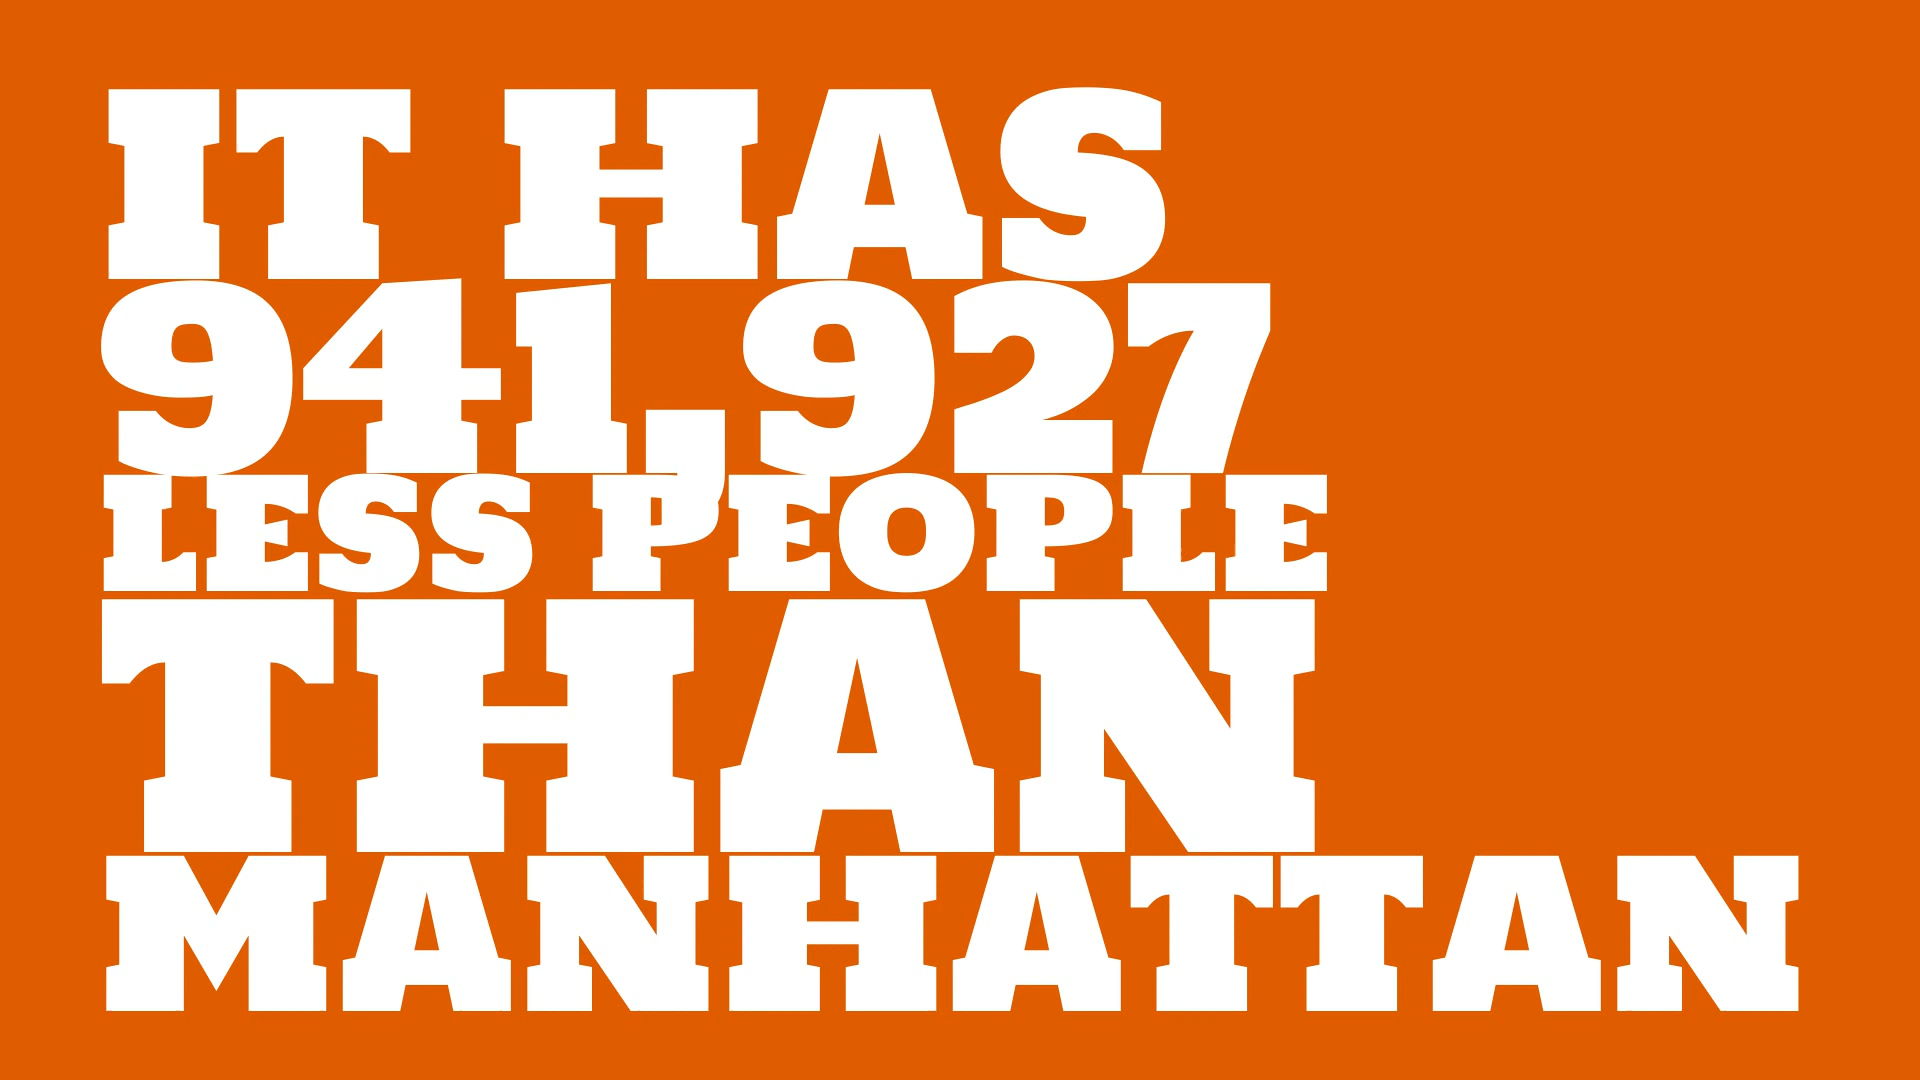 IT HAS
941,927
LESS PEOPLE
THAN
MANHATTAN